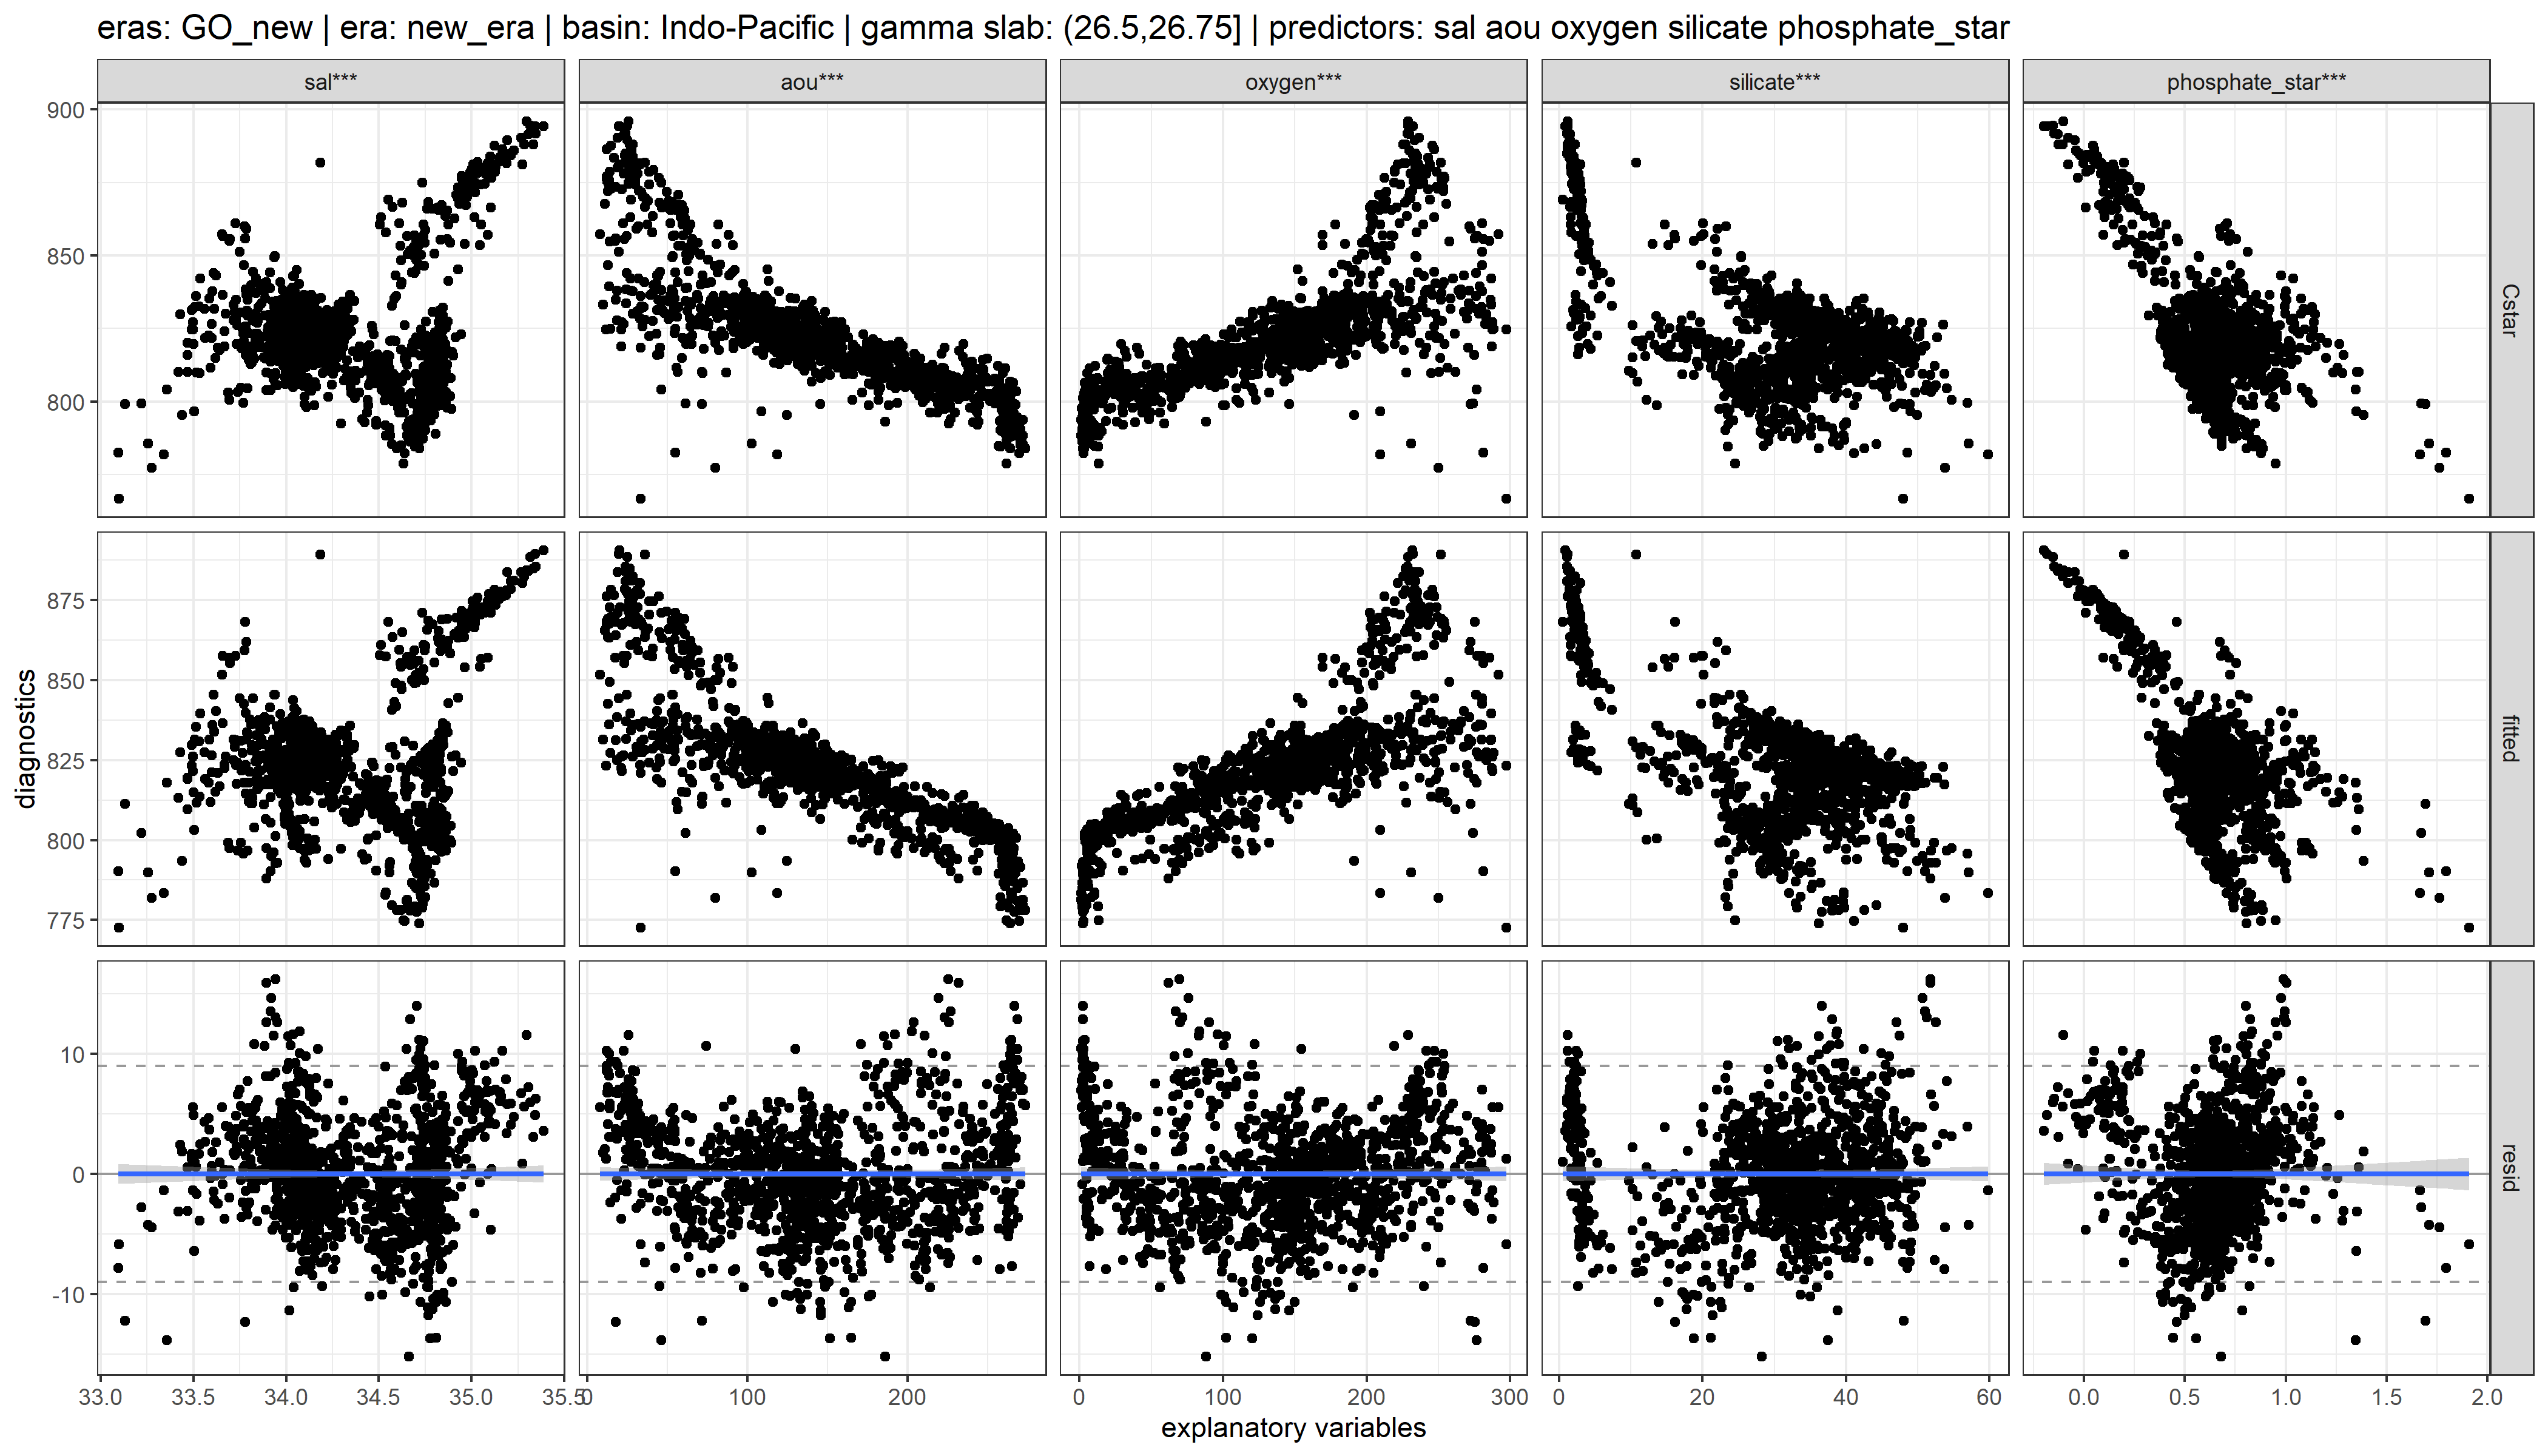 eras: GO_new | era: new_era | basin: Indo-Pacific | gamma slab: (26.5,26.75] | predictors: sal aou oxygen silicate phosphate_star
sal*** aou*** oxygen*** silicate*** phosphate_star***
900
850
800
Cstar
875
850
825
800
775
fitted
diagnostics
10
0
-10
resid
33.0 33.5 34.0 34.5 35.0 35.5 0 100 200 0 100 200 300 0 20 40 60 0.0 0.5 1.0 1.5 2.0
explanatory variables